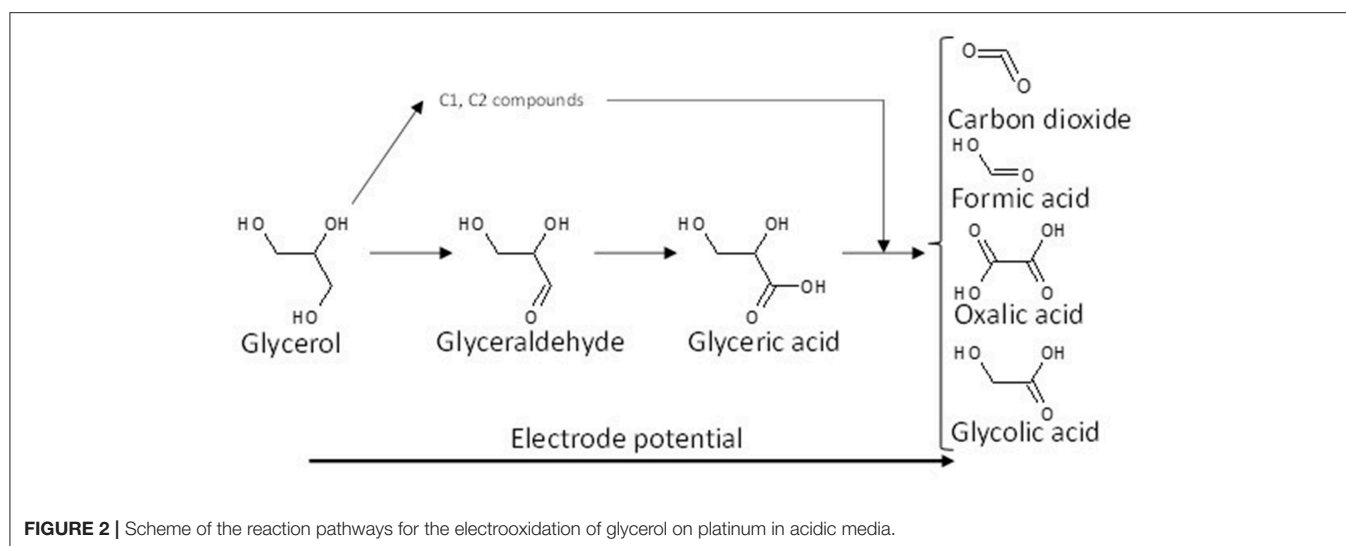 C1, C2 compounds
HO
OH
HO
Glycerol
HO
OH
O
Glyceraldehyde
HO
OH
OH
O
Glyceric acid
O
O
Carbon dioxide
HO
O
Formic acid
O
OH
HO
O
Oxalic acid
HO
OH
O
Glycolic acid
Electrode potential
FIGURE 2 | Scheme of the reaction pathways for the electrooxidation of glycerol on platinum in acidic media.